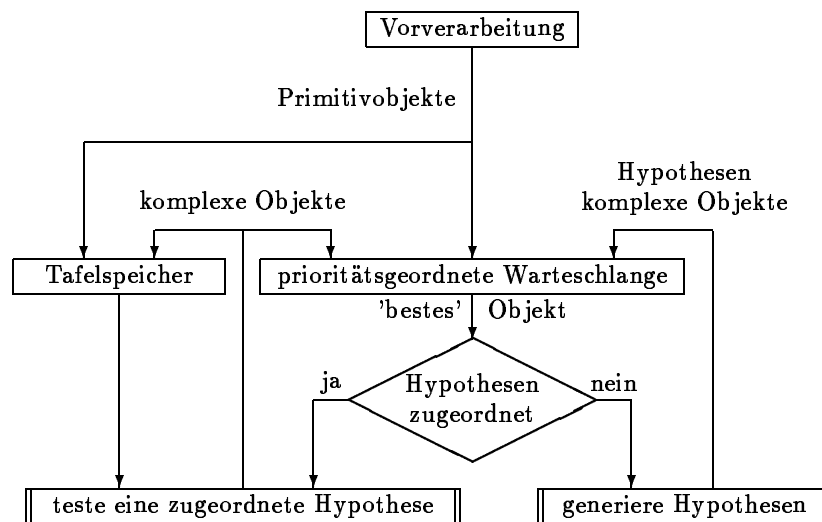 Vorverarbeitung
Primitivobjekte
Hypothesen
komplexe Objekte
komplexe Objekte
Tafelspeicher
prioritätsgeordnete Warteschlange
'bestes' Objekt
ja
Hypothesen
zugeordnet
nein
teste eine zugeordnete Hypothese
generiere Hypothesen